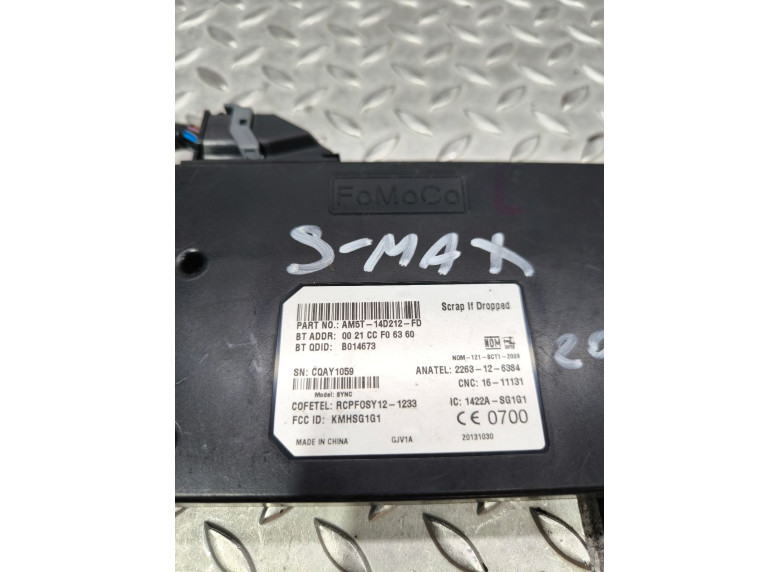 FoMoCo
L
S-MAX
Scrap If Dropped
PART NO.: AM5T-14D212-FD
BT ADDR: 00 21 CC F0 63 60
BT QDID: B014673
NOM
NOM-121-SCT1-2009
20
SN: CQAY1059
ANATEL: 2263-12-6384
CNC: 16-11131
Model: SYNC
COFETEL: RCPFOSY12-1233
IC: 1422A-SG1G1
FCC ID: KMHSG1G1
CE 0700
MADE IN CHINA
GJV1A
20131030